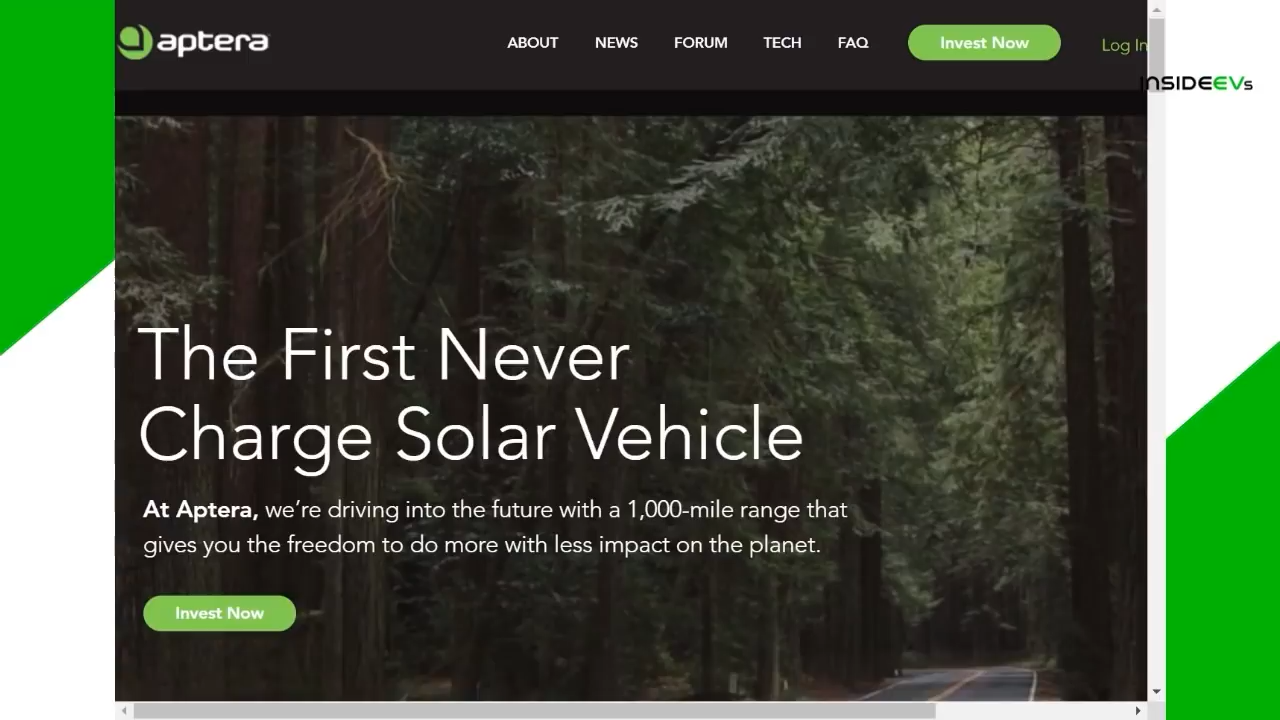 aptera
ABOUT NEWS FORUM TECH FAQ Invest Now Log In
INSIDEEVs
The First Never
Charge Solar Vehicle
At Aptera, we’re driving into the future with a 1,000-mile range that
gives you the freedom to do more with less impact on the planet.
Invest Now